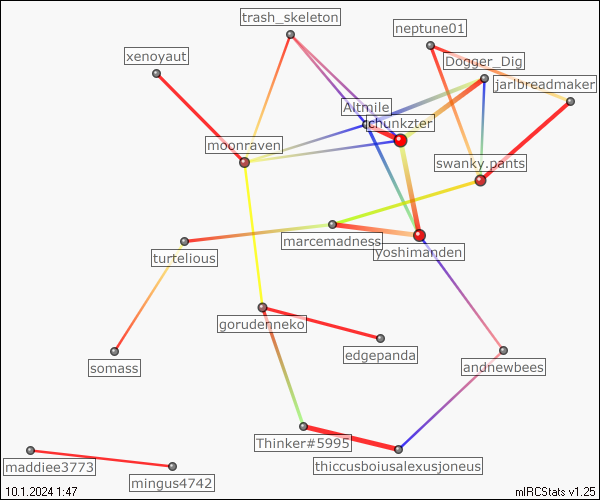 trash_skeleton
neptune01
xenoyaut
Dogger_Dig
jarlbreadmaker
Altmile
chunkzter
moonraven
swanky.pants
marcemadness
yoshimanden
turtelious
gorudenneko
edgepanda
somass
andnewbees
Thinker#5995
thiccusboiusalexusjoneus
maddiee3773
mingus4742
10.1.2024 1:47
mIRCStats v1.25